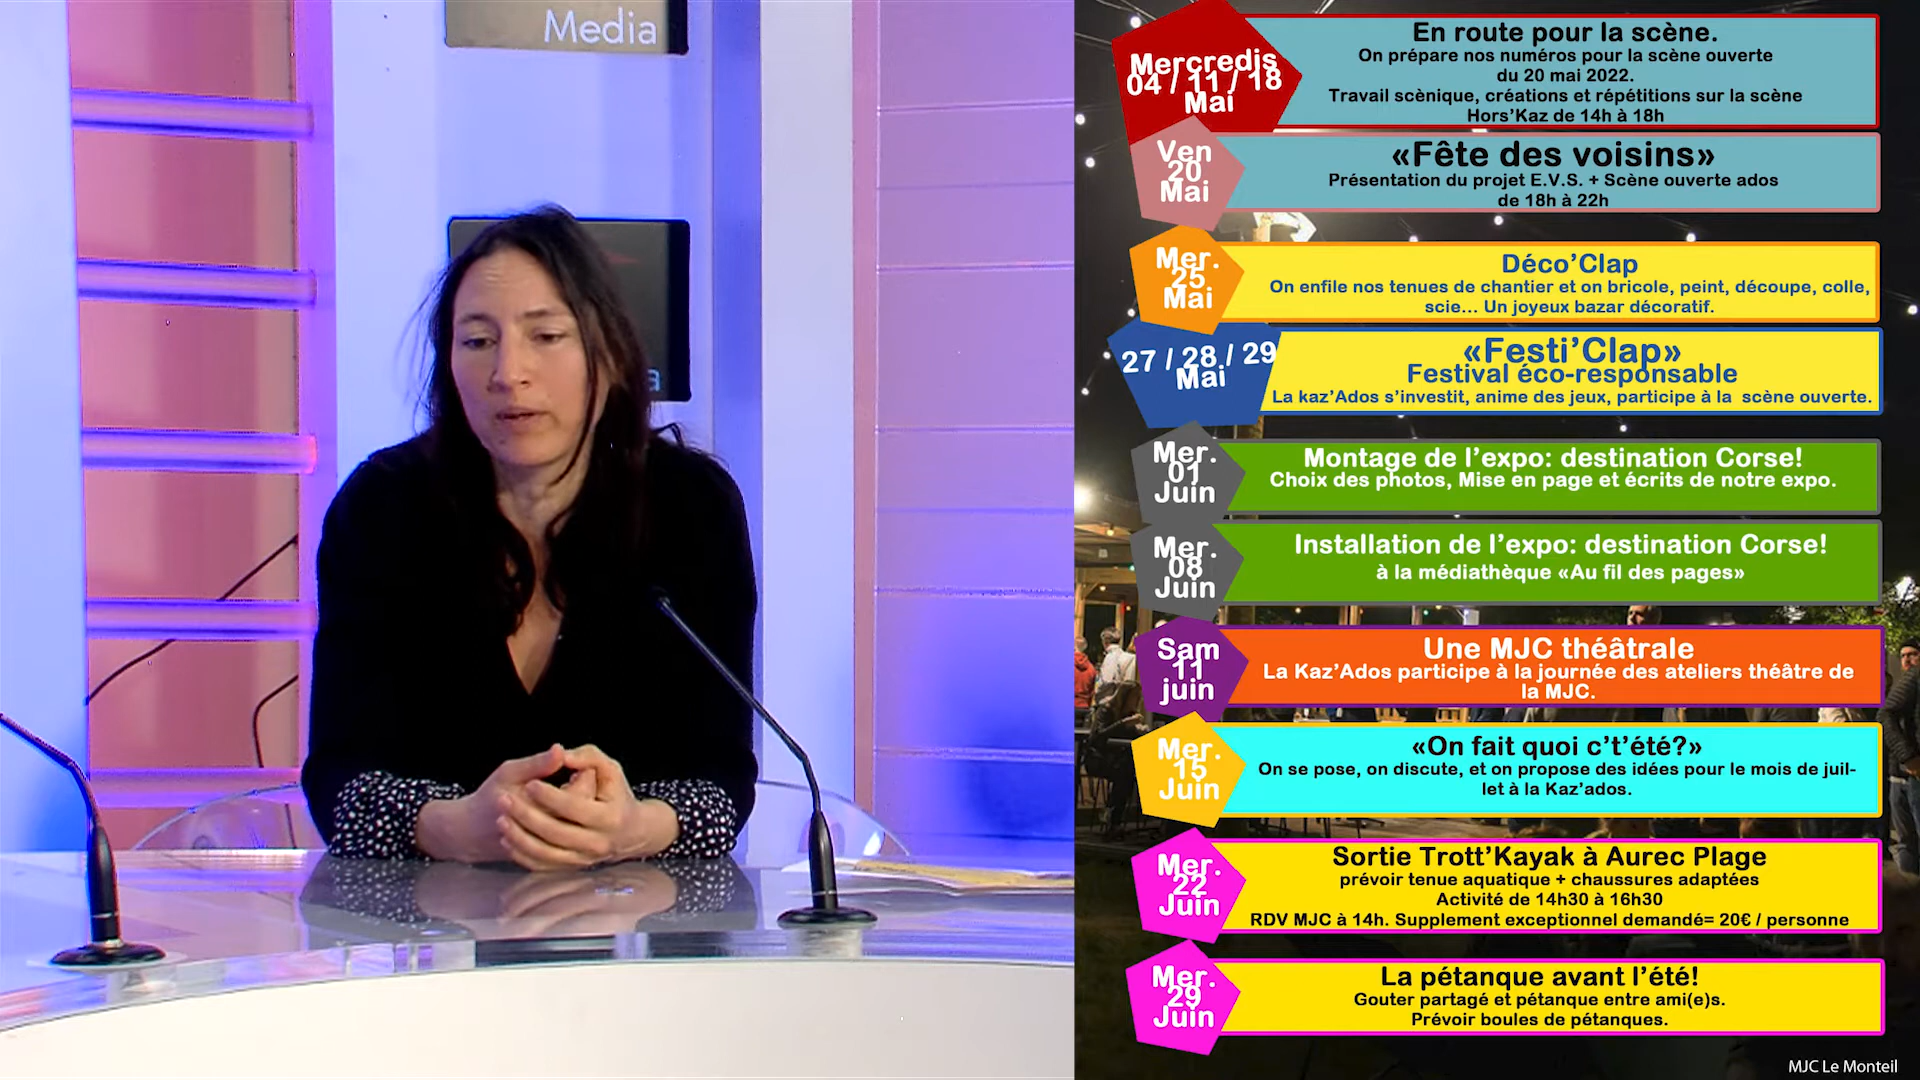 Media
a
Mercredis
04 / 11 / 18
Mai
En route pour la scène.
On prépare nos numéros pour la scène ouverte
du 20 mai 2022.
Travail scènique, créations et répétitions sur la scène
Hors’Kaz de 14h à 18h
Ven
20
Mai
«Fête des voisins»
Présentation du projet E.V.S. + Scène ouverte ados
de 18h à 22h
Mer.
25
Mai
Déco’Clap
On enfile nos tenues de chantier et on bricole, peint, découpe, colle,
scie... Un joyeux bazar décoratif.
27 / 28 / 29
Mai
«Festi’Clap»
Festival éco-responsable
La kaz’Ados s’investit, anime des jeux, participe à la scène ouverte.
Mer.
01
Juin
Montage de l’expo: destination Corse!
Choix des photos, Mise en page et écrits de notre expo.
Mer.
08
Juin
Installation de l’expo: destination Corse!
à la médiathèque «Au fil des pages»
Sam
11
juin
Une MJC théâtrale
La Kaz’Ados participe à la journée des ateliers théâtre de
la MJC.
Mer.
15
Juin
«On fait quoi c’t’été?»
On se pose, on discute, et on propose des idées pour le mois de juil-
let à la Kaz’ados.
Mer.
22
Juin
Sortie Trott’Kayak à Aurec Plage
prévoir tenue aquatique + chaussures adaptées
Activité de 14h30 à 16h30
RDV MJC à 14h. Supplement exceptionnel demandé= 20€ / personne
Mer.
29
Juin
La pétanque avant l’été!
Gouter partagé et pétanque entre ami(e)s.
Prévoir boules de pétanques.
MJC Le Monteil